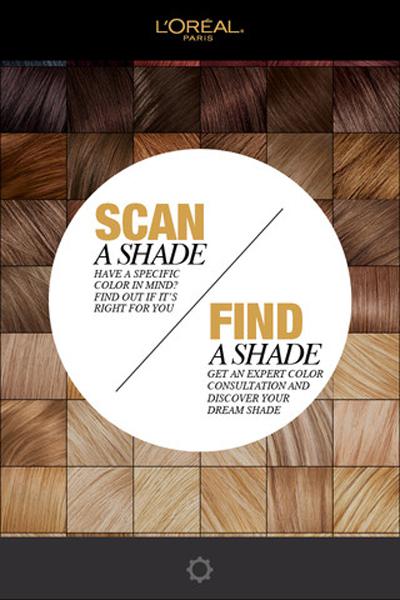 L'ORÉAL.
PARIS
SCAN
A SHADE
HAVE A SPECIFIC
COLOR IN MIND?
FIND OUT IF IT'S
RIGHT FOR YOU
FIND
A SHADE
GET AN EXPERT COLOR
CONSULTATION AND
DISCOVER YOUR
DREAM SHADE